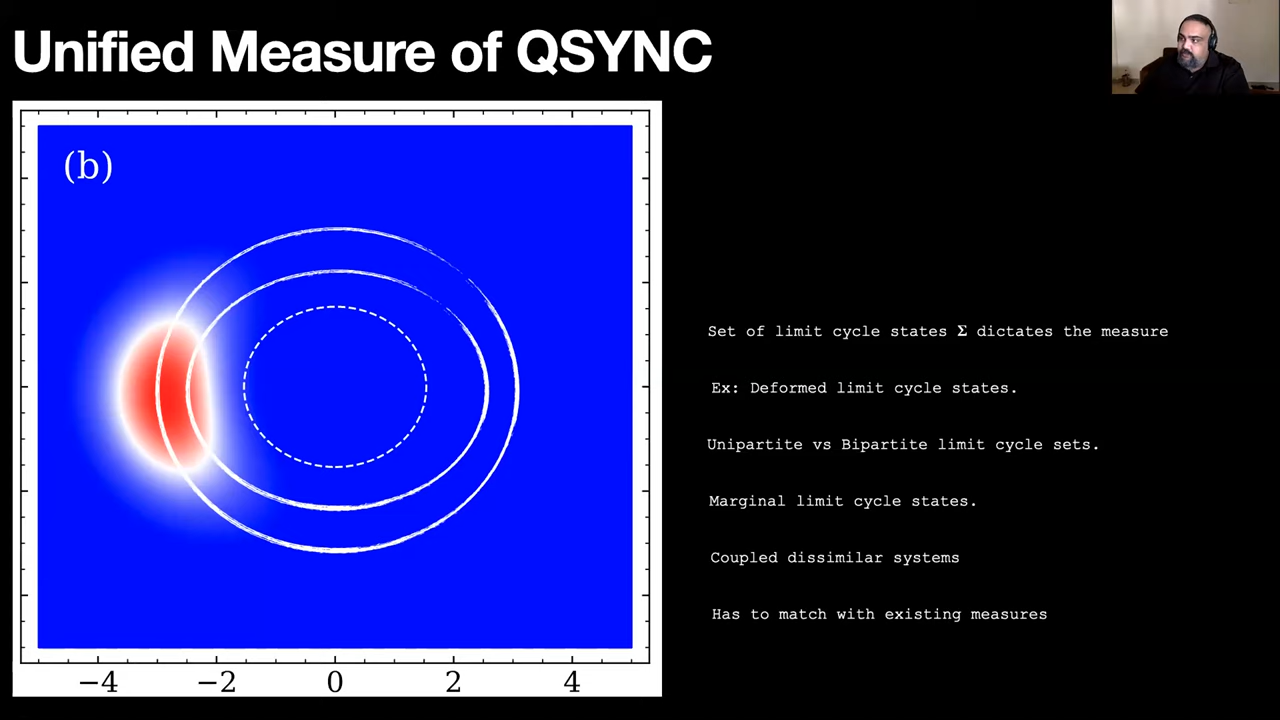 Unified Measure of QSYNC
(b)
Set of limit cycle states Σ dictates the measure
Ex: Deformed limit cycle states.
Unipartite vs Bipartite limit cycle sets.
Marginal limit cycle states.
Coupled dissimilar systems
Has to match with existing measures
−4 −2 0 2 4